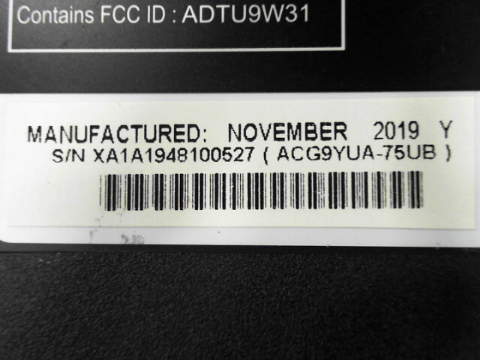 Contains FCC ID : ADTU9W31
MANUFACTURED: NOVEMBER 2019 Y
S/N XA1A1948100527 ( ACG9YUA-75UB )